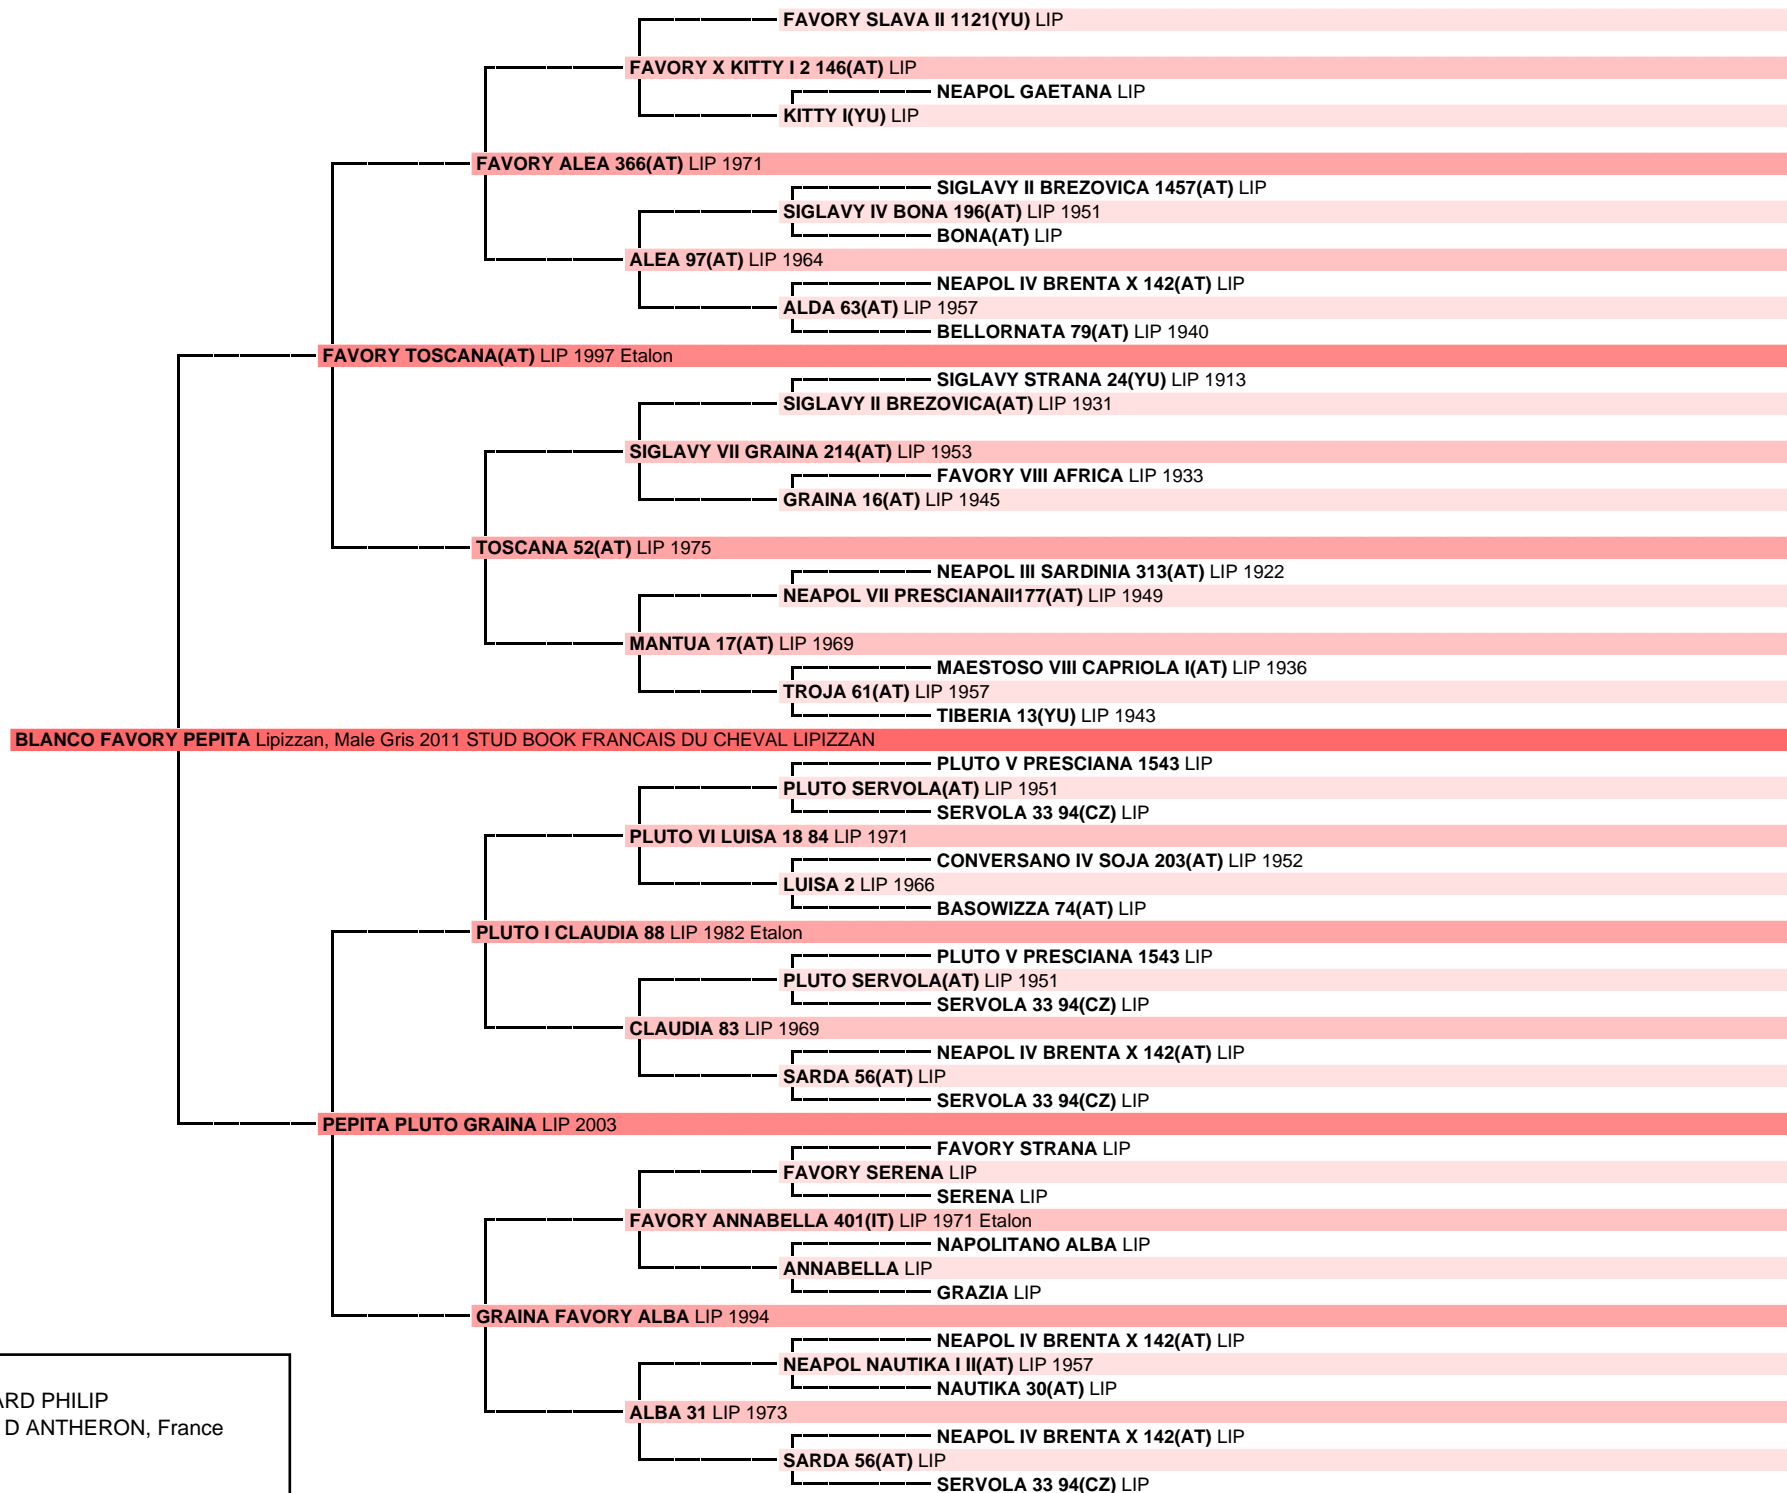 FAVORY SLAVA II 1121(YU) LIP
FAVORY X KITTY I 2 146(AT) LIP
NEAPOL GAETANA LIP
KITTY I(YU) LIP
FAVORY ALEA 366(AT) LIP 1971
SIGLAVY II BREZOVICA 1457(AT) LIP
SIGLAVY IV BONA 196(AT) LIP 1951
BONA(AT) LIP
ALEA 97(AT) LIP 1964
NEAPOL IV BRENTA X 142(AT) LIP
ALDA 63(AT) LIP 1957
BELLORNATA 79(AT) LIP 1940
FAVORY TOSCANA(AT) LIP 1997 Etalon
SIGLAVY STRANA 24(YU) LIP 1913
SIGLAVY II BREZOVICA(AT) LIP 1931
SIGLAVY VII GRAINA 214(AT) LIP 1953
FAVORY VIII AFRICA LIP 1933
GRAINA 16(AT) LIP 1945
TOSCANA 52(AT) LIP 1975
NEAPOL III SARDINIA 313(AT) LIP 1922
NEAPOL VII PRESCIANAII177(AT) LIP 1949
MANTUA 17(AT) LIP 1969
MAESTOSO VIII CAPRIOLA I(AT) LIP 1936
TROJA 61(AT) LIP 1957
TIBERIA 13(YU) LIP 1943
BLANCO FAVORY PEPITA Lipizzan, Male Gris 2011 STUD BOOK FRANCAIS DU CHEVAL LIPIZZAN
PLUTO V PRESCIANA 1543 LIP
PLUTO SERVOLA(AT) LIP 1951
SERVOLA 33 94(CZ) LIP
PLUTO VI LUISA 18 84 LIP 1971
CONVERSANO IV SOJA 203(AT) LIP 1952
LUISA 2 LIP 1966
BASOWIZZA 74(AT) LIP
PLUTO I CLAUDIA 88 LIP 1982 Etalon
PLUTO V PRESCIANA 1543 LIP
PLUTO SERVOLA(AT) LIP 1951
SERVOLA 33 94(CZ) LIP
CLAUDIA 83 LIP 1969
NEAPOL IV BRENTA X 142(AT) LIP
SARDA 56(AT) LIP
SERVOLA 33 94(CZ) LIP
PEPITA PLUTO GRAINA LIP 2003
FAVORY STRANA LIP
FAVORY SERENA LIP
SERENA LIP
FAVORY ANNABELLA 401(IT) LIP 1971 Etalon
NAPOLITANO ALBA LIP
ANNABELLA LIP
GRAZIA LIP
GRAINA FAVORY ALBA LIP 1994
NEAPOL IV BRENTA X 142(AT) LIP
NEAPOL NAUTIKA I II(AT) LIP 1957
NAUTIKA 30(AT) LIP
ALBA 31 LIP 1973
NEAPOL IV BRENTA X 142(AT) LIP
SARDA 56(AT) LIP
SERVOLA 33 94(CZ) LIP
ARD PHILIP
D ANTHERON, France